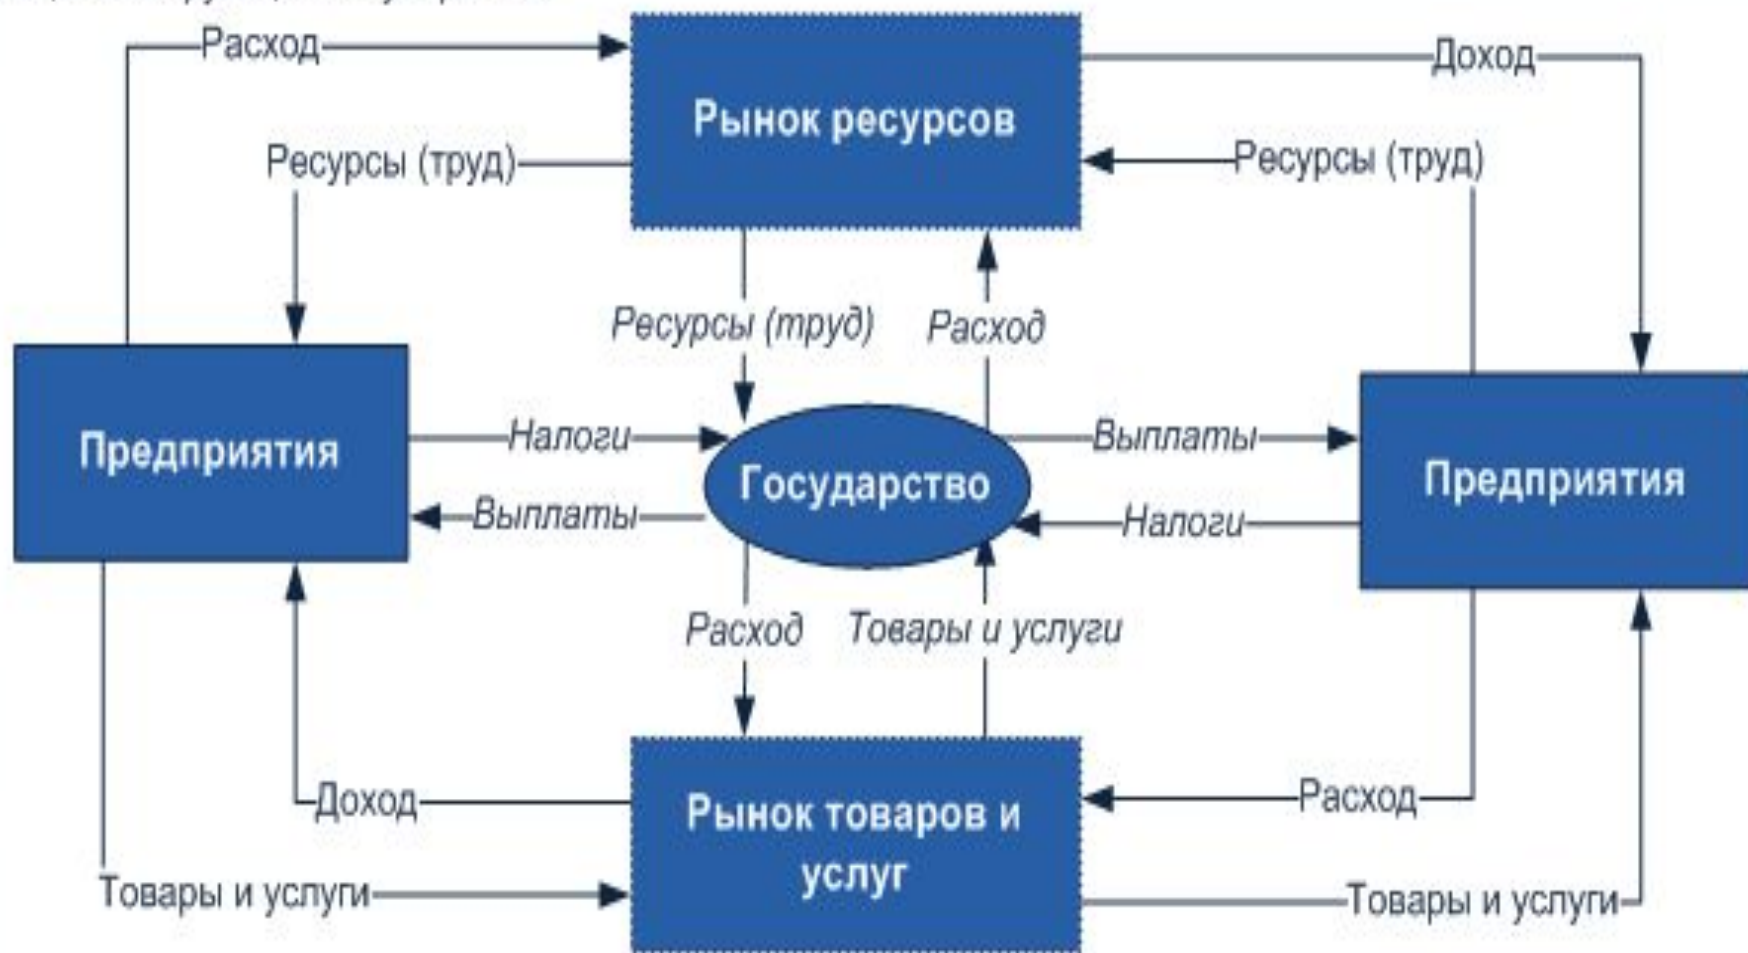 Расход
Доход
Рынок ресурсов
Ресурсы (труд)
Ресурсы (труд)
Ресурсы (труд)
Расход
Предприятия
Налоги
Выплаты
Государство
Предприятия
Выплаты
Налоги
Расход
Товары и услуги
Доход
Рынок товаров и
услуг
Расход
Товары и услуги
Товары и услуги